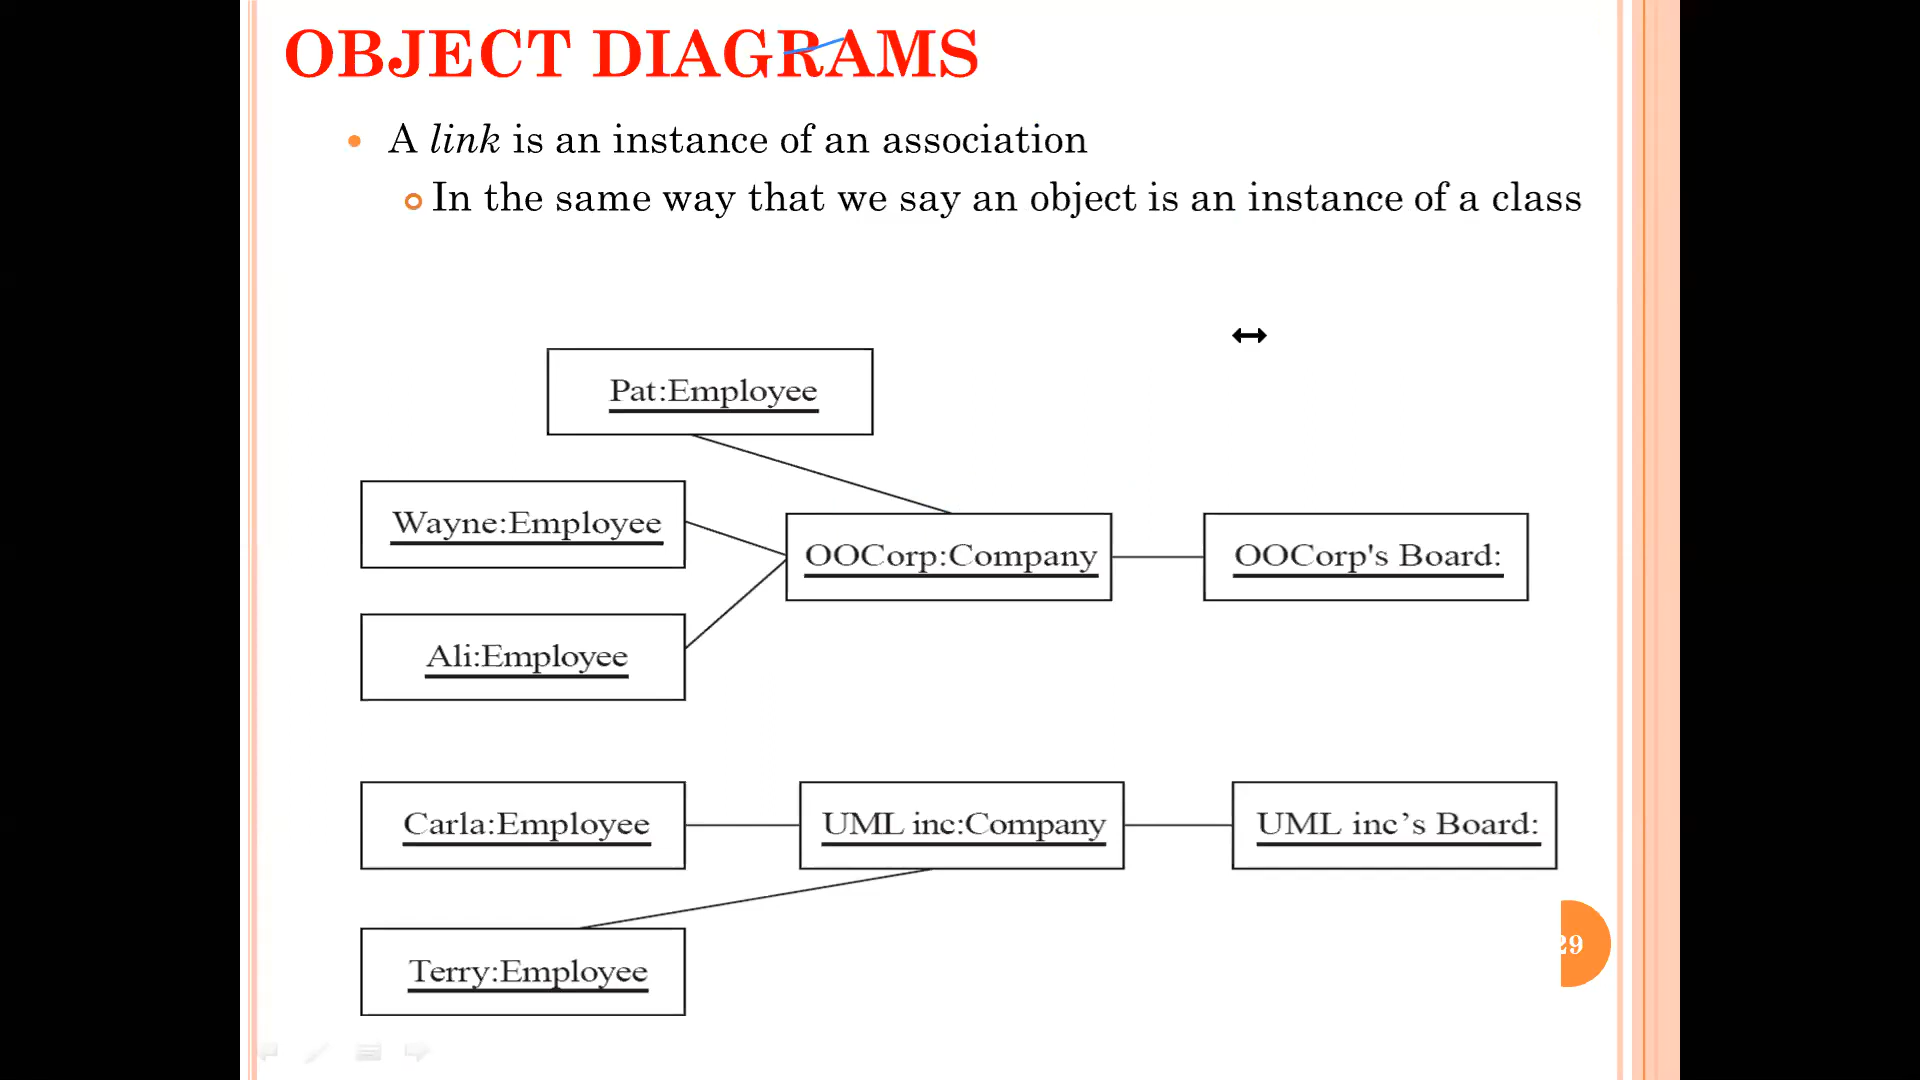 OBJECT DIAGRAMS
A link is an instance of an association
In the same way that we say an object is an instance of a class
Pat:Employee
Wayne:Employee
OOCorp:Company
OOCorp's Board:
Ali:Employee
Carla:Employee
UML inc:Company
UML inc’s Board:
29
Terry:Employee